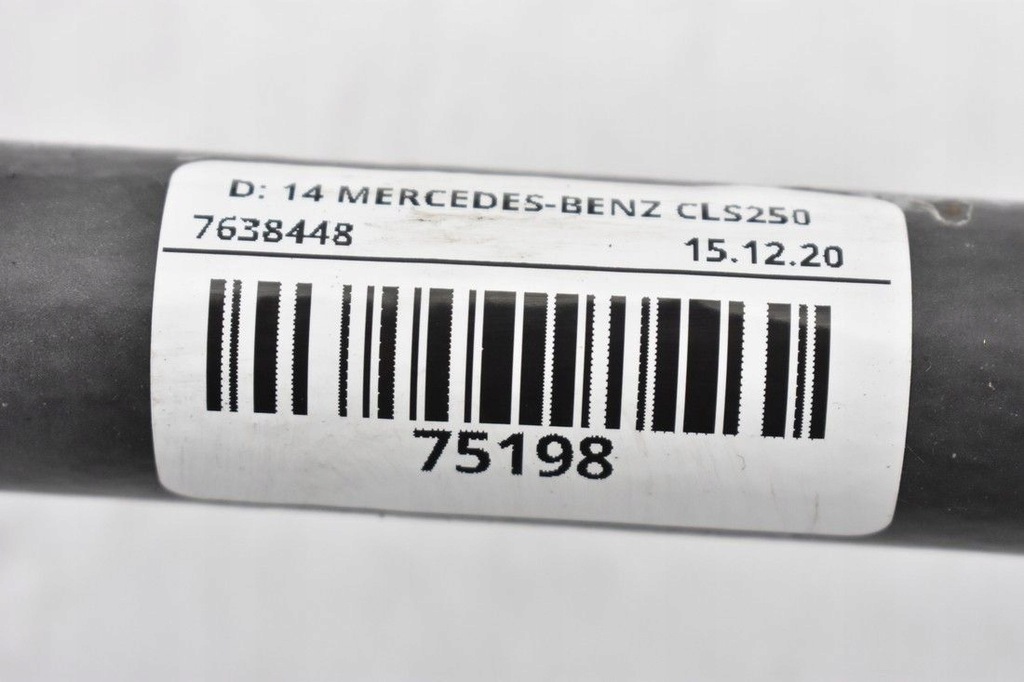 D: 14 MERCEDES-BENZ CLS250
7638448 15.12.20
75198